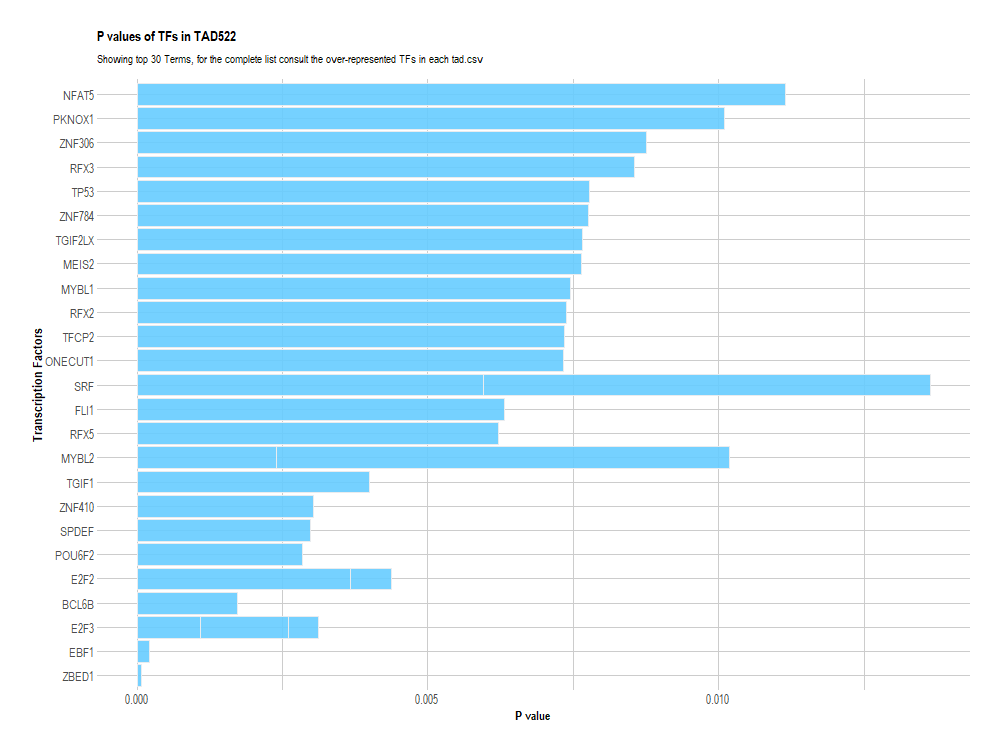 P values of TFs in TAD522
Showing top 30 Terms, for the complete list consult the over-represented TFs in each tad.csv
Transcription Factors
NFAT5
PKNOX1
ZNF306
RFX3
TP53
ZNF784
TGIF2LX
MEIS2
MYBL1
RFX2
TFCP2
ONECUT1
SRF
FLI1
RFX5
MYBL2
TGIF1
ZNF410
SPDEF
POU6F2
E2F2
BCL6B
E2F3
EBF1
ZBED1
0.000 0.005 0.010
P value